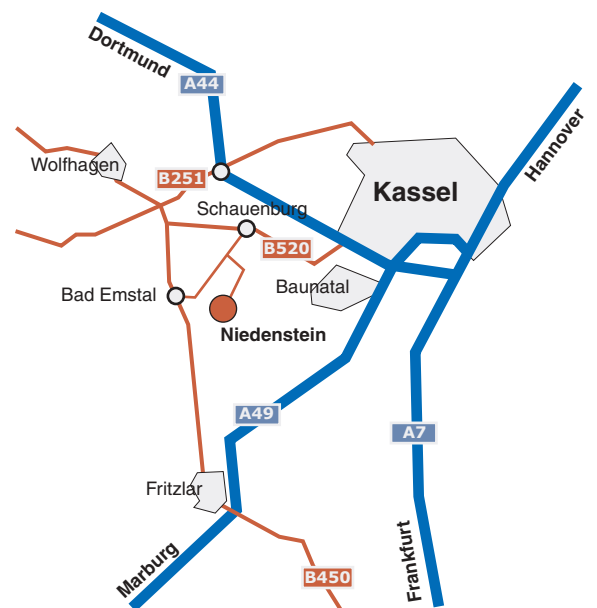 Dortmund
A44
Hannover
Wolfhagen
B251
Kassel
Schauenburg
B520
Baunatal
Bad Emstal
Niedenstein
A49
A7
Fritzlar
Marburg
Frankfurt
B450